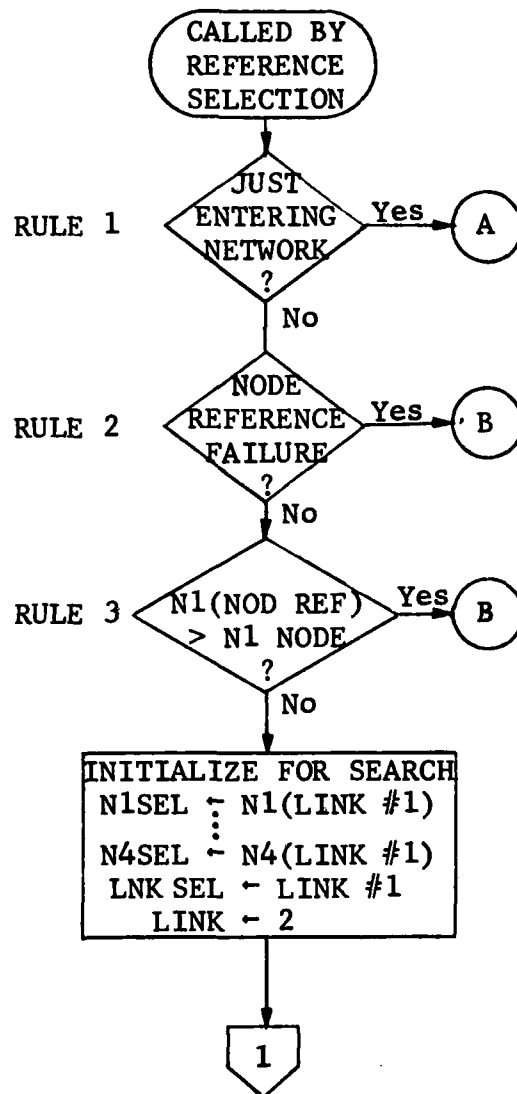 CALLED BY
REFERENCE
SELECTION
JUST
ENTERING
NETWORK
?
RULE 1
Yes
A
No
NODE
REFERENCE
FAILURE
?
RULE 2
Yes
B
No
N1(NOD REF)
> N1 NODE
?
RULE 3
Yes
B
No
INITIALIZE FOR SEARCH
N1SEL ← N1(LINK #1)
⋮ ⋮
N4SEL ← N4(LINK #1)
LNK SEL ← LINK #1
LINK ← 2
1